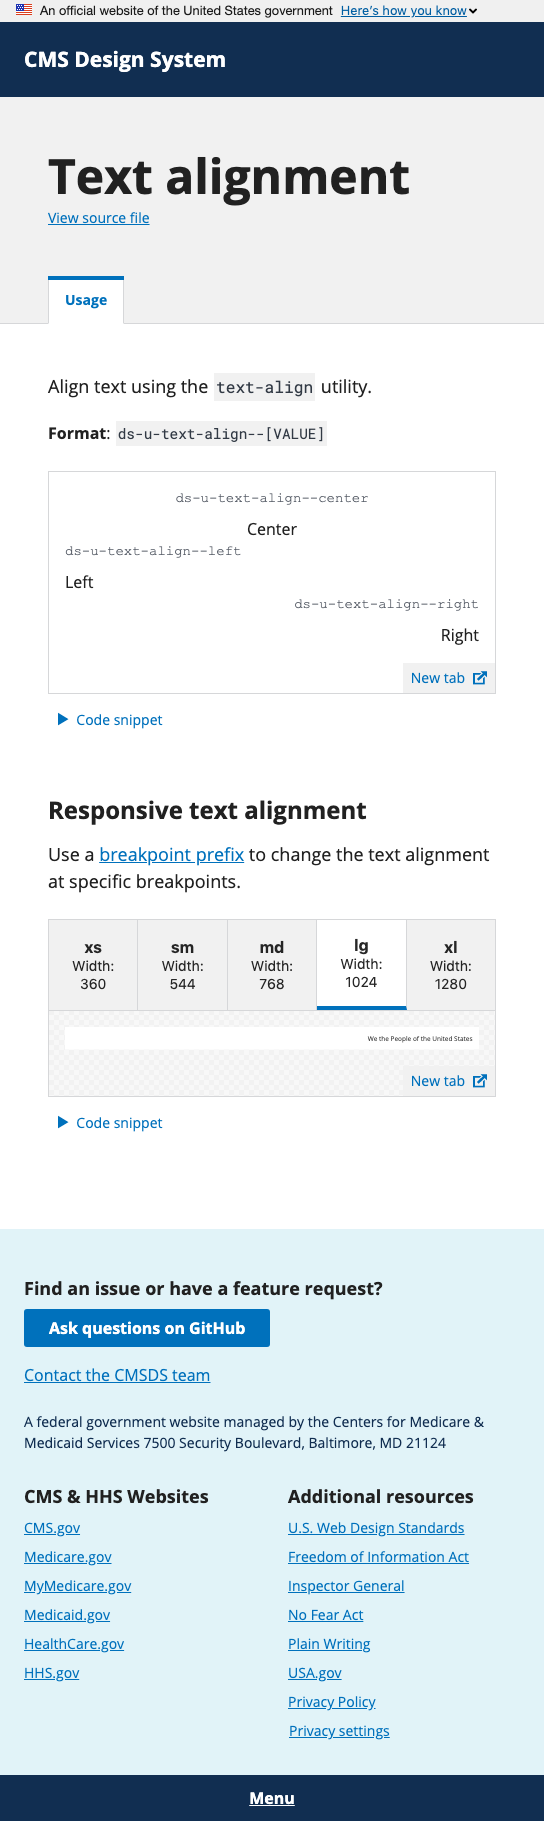 An official website of the United States government Here's how you know
CMS Design System
Text alignment
View source file
Usage
Align text using the text-align utility.
Format: ds-u-text-align--[VALUE]
ds-u-text-align--center
Center
ds-u-text-align--left
Left
ds-u-text-align--right
Right
New tab
Code snippet
Responsive text alignment
Use a breakpoint prefix to change the text alignment
at specific breakpoints.
xs
Width:
360
sm
Width:
544
md
Width:
768
lg
Width:
1024
xl
Width:
1280
We the People of the United States
New tab
Code snippet
Find an issue or have a feature request?
Ask questions on GitHub
Contact the CMSDS team
A federal government website managed by the Centers for Medicare &
Medicaid Services 7500 Security Boulevard, Baltimore, MD 21124
CMS & HHS Websites
CMS.gov
Medicare.gov
MyMedicare.gov
Medicaid.gov
HealthCare.gov
HHS.gov
Additional resources
U.S. Web Design Standards
Freedom of Information Act
Inspector General
No Fear Act
Plain Writing
USA.gov
Privacy Policy
Privacy settings
Menu